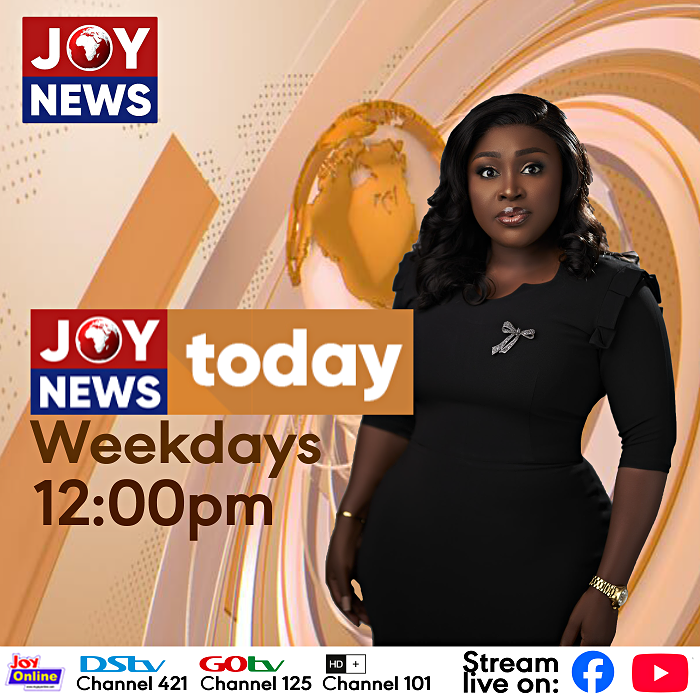 JOY
NEWS
JOY
NEWS
today
Weekdays
12:00pm
JOY
Online
DStv
Channel 421
GOtv
Channel 125
HD +
Channel 101
Stream
live on: